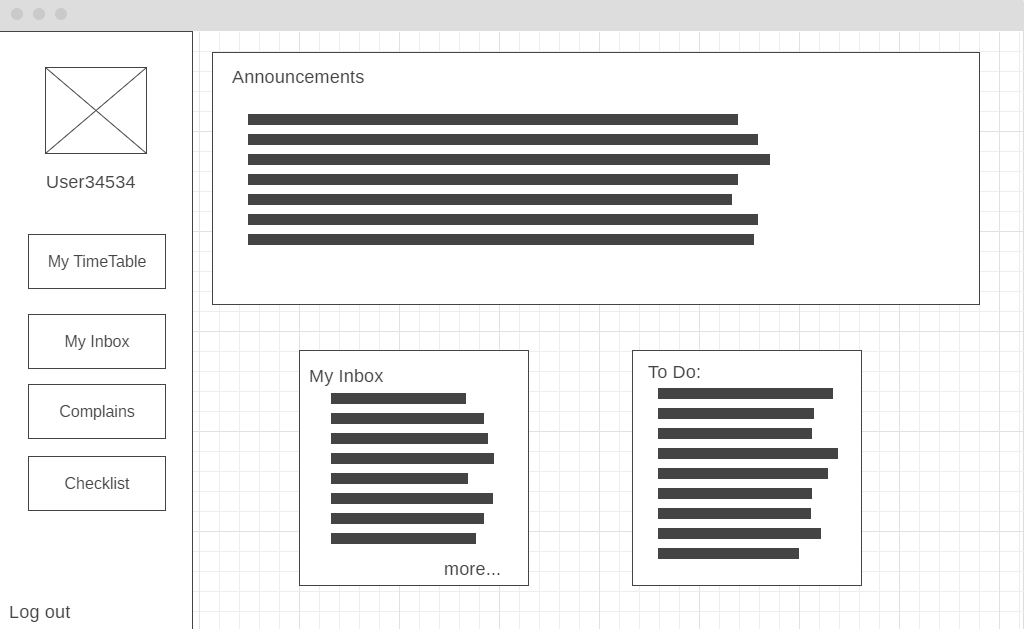 User34534
My TimeTable
My Inbox
Complains
Checklist
Log out
Announcements
My Inbox
more...
To Do: